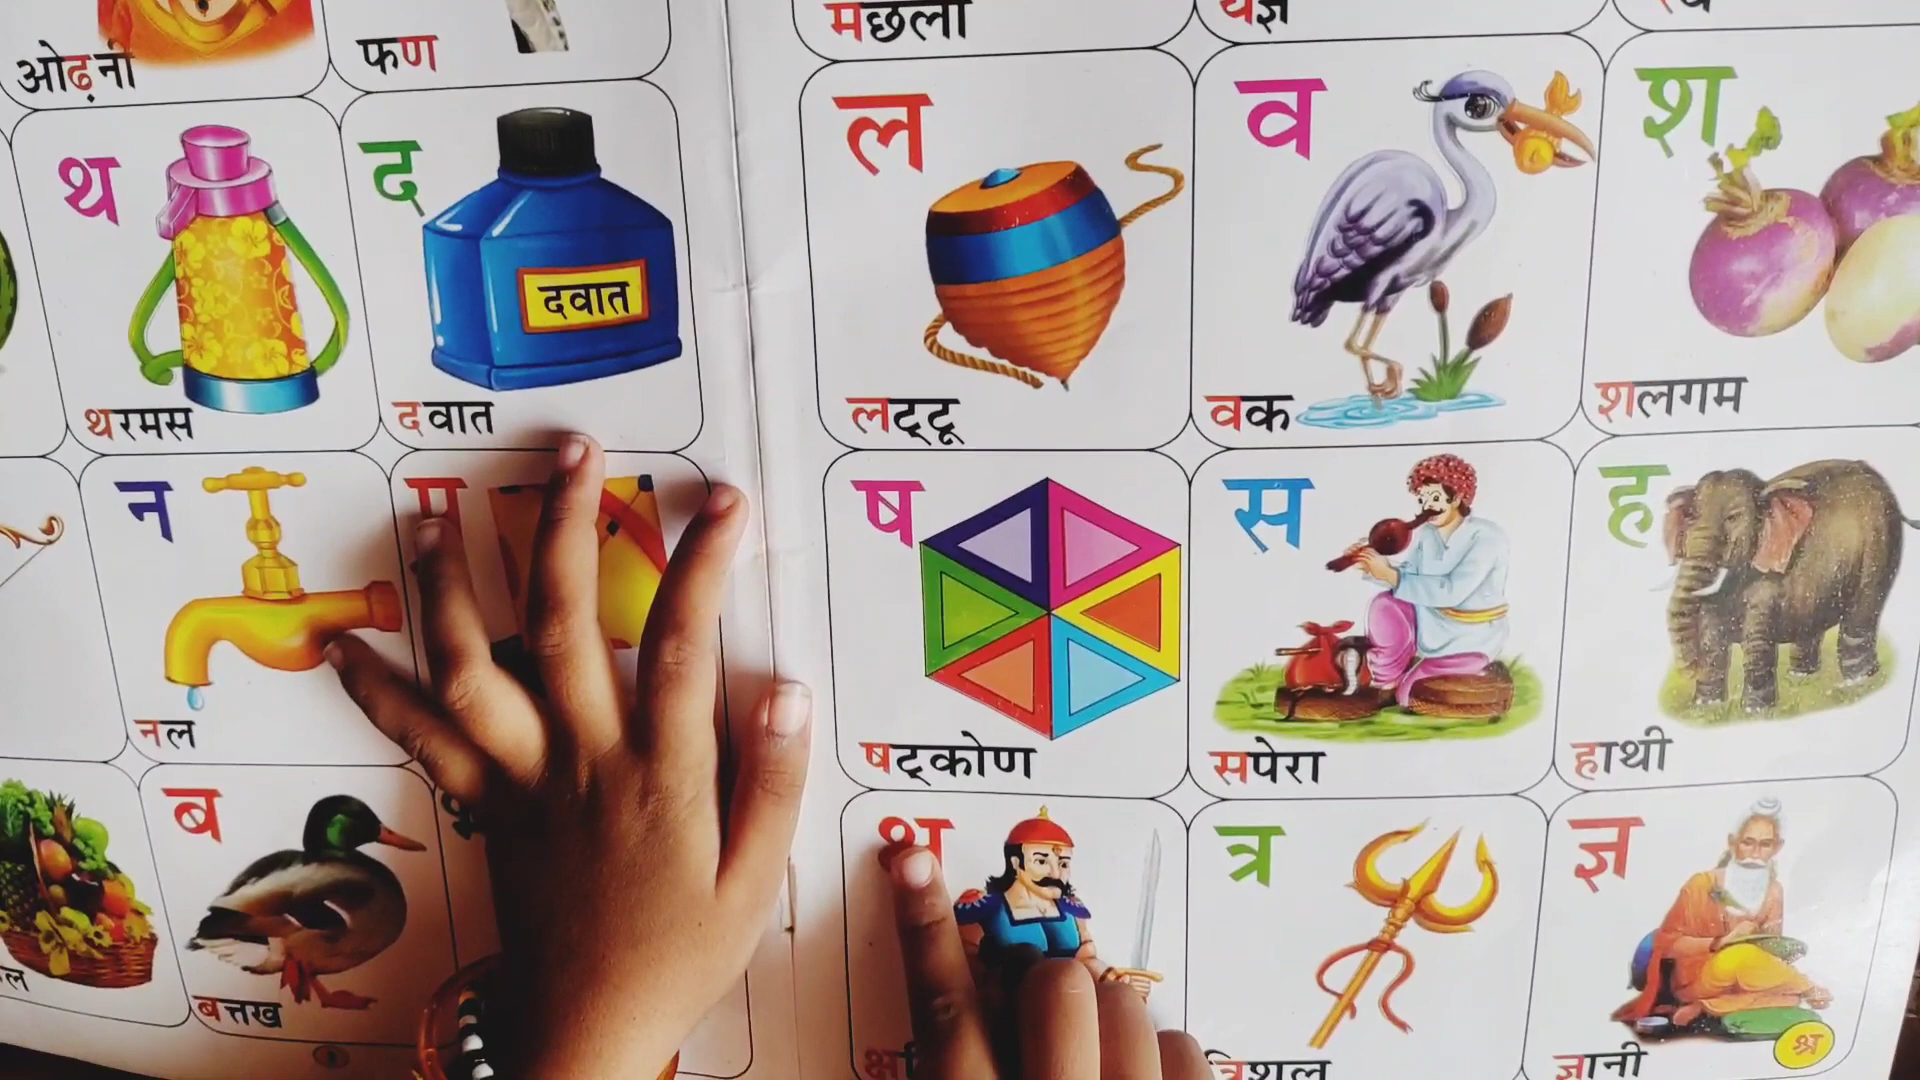 ओढ़नी
फण
थ
द
दवात
थरमस
दवात
न
नल
ब
बत्तख
मछली
ल
व
श
लट्टू
वक
शलगम
ष
स
ह
षट्कोण
सपेरा
हाथी
त्र
ज्ञ
त्रिशूल
ज्ञानी
श्र